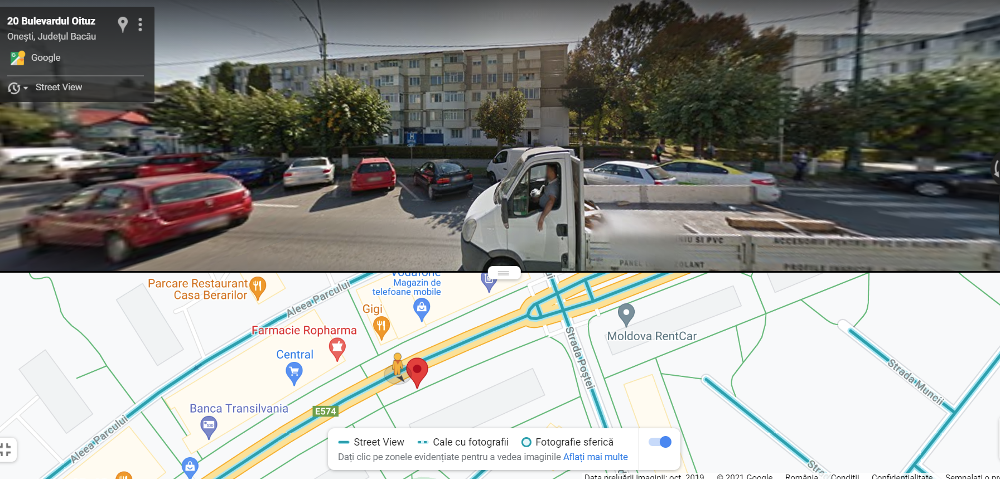 20 Bulevardul Oituz
Onești, Județul Bacău
Google
Street View
H
PANEL
Parcare Restaurant
Casa Berarilor
Aleea Parcului
Vodafone
Magazin de
telefoane mobile
Gigi
Farmacie Ropharma
Central
Banca Transilvania
100
Aleea Parcului
E574
Strada Poștei
Moldova RentCar
Strada Muncii
Street View
Cale cu fotografii
Fotografie sferică
Dați clic pe zonele evidențiate pentru a vedea imaginile Aflați mai multe
Data preluării imaginii: oct. 2019
© 2021 Google
România
Condiții
Confidențialitate
Semnalați o pr